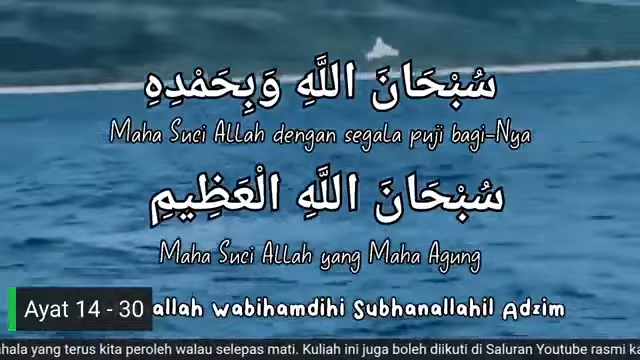 سُبْحَانَ اللَّهِ وَبِحَمْدِهِ
Maha Suci Allah dengan segala puji bagi-Nya
سُبْحَانَ اللَّهِ الْعَظِيمِ
Maha Suci Allah yang Maha Agung
allah wabihamdihi Subhanallahil Adzim
Ayat 14 - 30
yang terus kita peroleh walau selepas mati. Kuliah ini juga boleh diikuti di Saluran Youtube rasmi